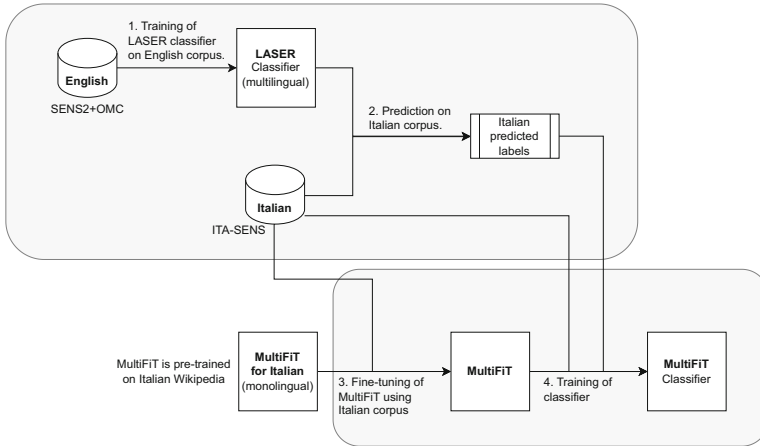 1. Training of
LASER classifier
on English corpus.
LASER
Classifier
(multilingual)
English
SENS2+OMC
2. Prediction on
Italian corpus.
Italian
predicted
labels
Italian
ITA-SENS
MultiFiT is pre-trained
on Italian Wikipedia
MultiFiT
for Italian
(monolingual)
3. Fine-tuning of
MultiFiT using
Italian corpus
MultiFiT
4. Training of
classifier
MultiFiT
Classifier